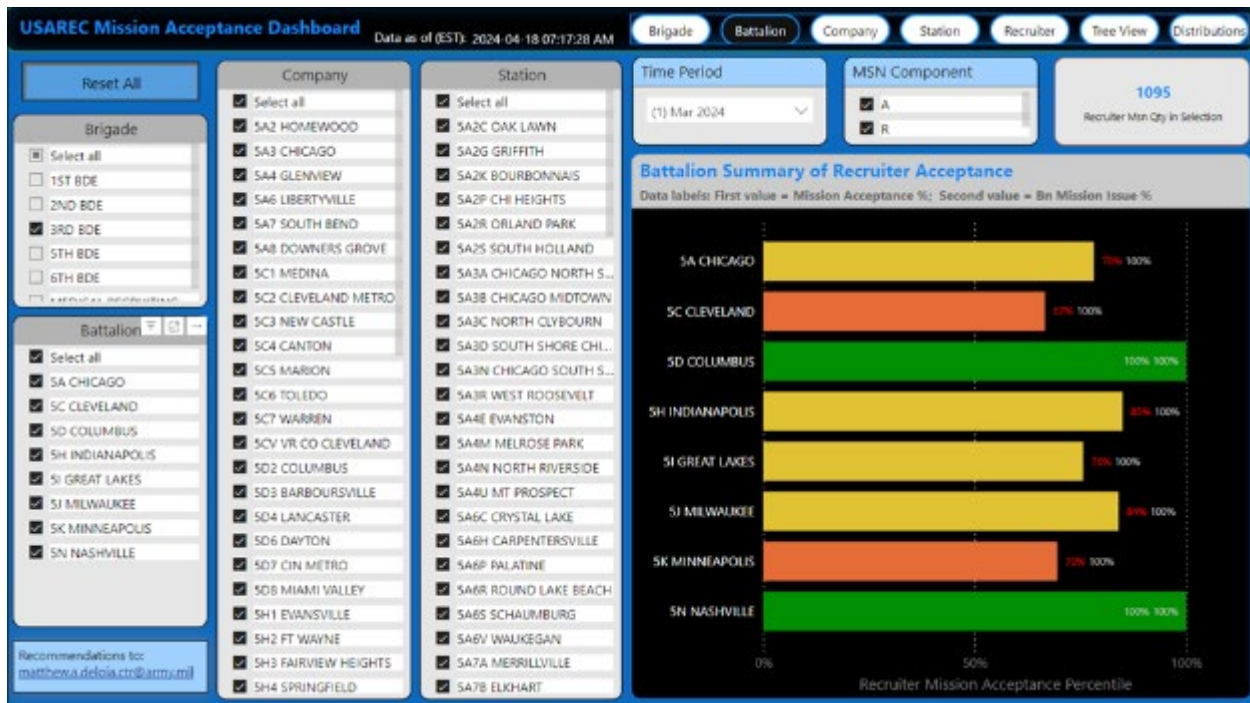 USAREC Mission Acceptance Dashboard
Data as of (EST): 2024-04-18 07:17:28 AM
Brigade
Battalion
Company
Station
Recruiter
Tree View
Distributions
Reset All
Brigade
Select all
1ST BDE
2ND BDE
3RD BDE
5TH BDE
6TH BDE
MEDICAL RECRUITING
Battalion
Select all
5A CHICAGO
5C CLEVELAND
5D COLUMBUS
5H INDIANAPOLIS
5I GREAT LAKES
5J MILWAUKEE
5K MINNEAPOLIS
5N NASHVILLE
Recommendations to:
Company
Select all
5A2 HOMEWOOD
5A3 CHICAGO
5A4 GLENVIEW
5A6 LIBERTYVILLE
5A7 SOUTH BEND
5A8 DOWNERS GROVE
5C1 MEDINA
5C2 CLEVELAND METRO
5C3 NEW CASTLE
5C4 CANTON
5C5 MARION
5C6 TOLEDO
5C7 WARREN
5CV VR CO CLEVELAND
5D2 COLUMBUS
5D3 BARBOURSVILLE
5D4 LANCASTER
5D6 DAYTON
5D7 CIN METRO
5D8 MIAMI VALLEY
5H1 EVANSVILLE
5H2 FT WAYNE
5H3 FAIRVIEW HEIGHTS
5H4 SPRINGFIELD
Station
Select all
5A2C OAK LAWN
5A2G GRIFFITH
5A2K BOURBONNAIS
5A2P CHI HEIGHTS
5A2R ORLAND PARK
5A2S SOUTH HOLLAND
5A3A CHICAGO NORTH S...
5A3B CHICAGO MIDTOWN
5A3C NORTH CLYBOURN
5A3D SOUTH SHORE CHI...
5A3N CHICAGO SOUTH S...
5A3R WEST ROOSEVELT
5A4E EVANSTON
5A4M MELROSE PARK
5A4N NORTH RIVERSIDE
5A4U MT PROSPECT
5A6C CRYSTAL LAKE
5A6H CARPENTERSVILLE
5A6P PALATINE
5A6R ROUND LAKE BEACH
5A6S SCHAUMBURG
5A6V WAUKEGAN
5A7A MERRILLVILLE
5A7B ELKHART
Time Period
(1) Mar 2024
MSN Component
A
R
1095
Recruiter Msn Qty in Selection
Battalion Summary of Recruiter Acceptance
Data labels: First value = Mission Acceptance %; Second value = Bn Mission Issue %
5A CHICAGO
100%
5C CLEVELAND
100%
5D COLUMBUS
100% 100%
5H INDIANAPOLIS
100%
5I GREAT LAKES
100%
5J MILWAUKEE
100%
5K MINNEAPOLIS
100%
5N NASHVILLE
100% 100%
0%
50%
100%
Recruiter Mission Acceptance Percentile